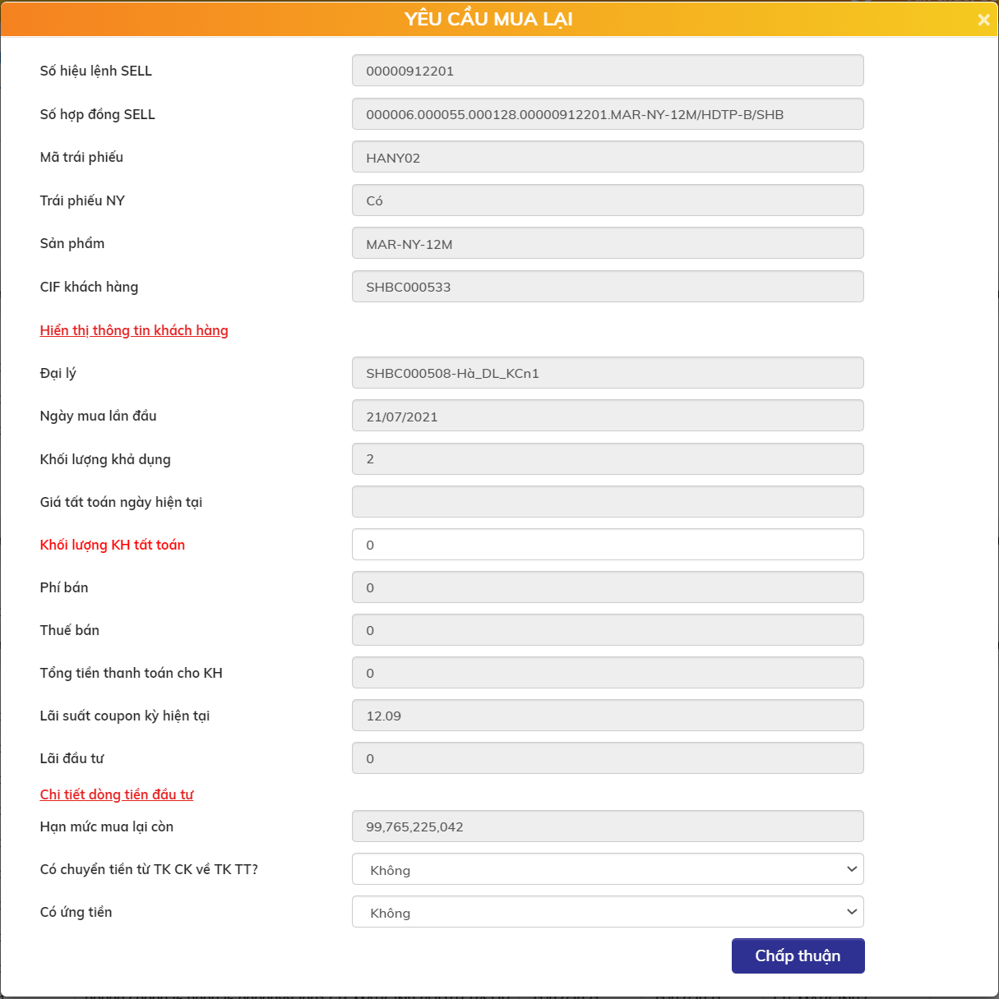 YÊU CẦU MUA LẠI
Số hiệu lệnh SELL 00000912201
Số hợp đồng SELL 000006.000055.000128.00000912201.MAR-NY-12M/HDTP-B/SHB
Mã trái phiếu HANY02
Trái phiếu NY Có
Sản phẩm MAR-NY-12M
CIF khách hàng SHBC000533
Hiển thị thông tin khách hàng
Đại lý SHBC000508-Hà_DL_KCn1
Ngày mua lần đầu 21/07/2021
Khối lượng khả dụng 2
Giá tất toán ngày hiện tại
Khối lượng KH tất toán 0
Phí bán 0
Thuế bán 0
Tổng tiền thanh toán cho KH 0
Lãi suất coupon kỳ hiện tại 12.09
Lãi đầu tư 0
Chi tiết dòng tiền đầu tư
Hạn mức mua lại còn 99,765,225,042
Có chuyển tiền từ TK CK về TK TT? Không
Có ứng tiền Không
Chấp thuận